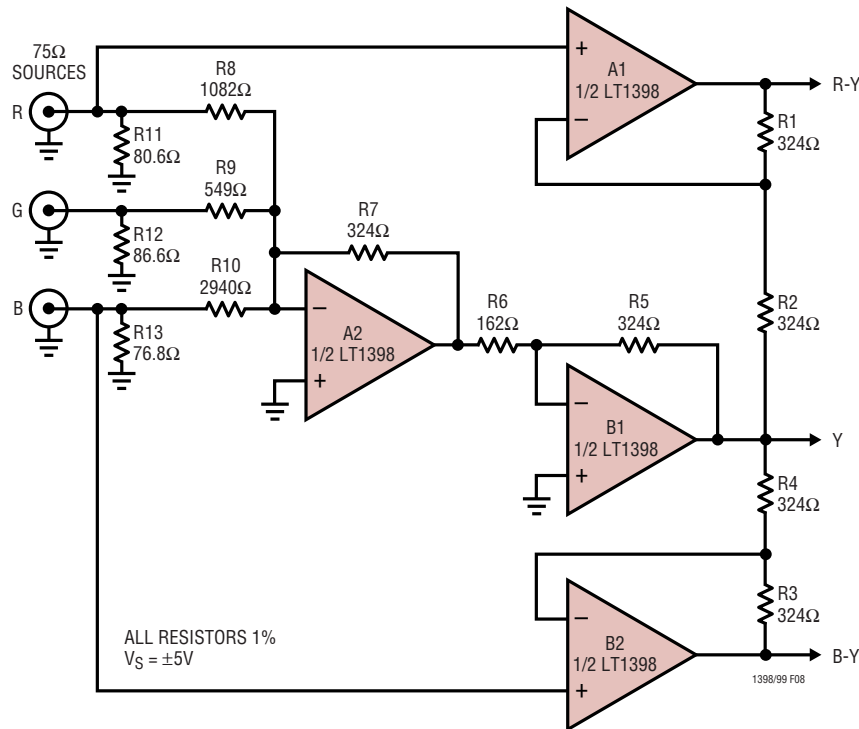 75Ω
SOURCES
R
R8
1082Ω
R11
80.6Ω
+
A1
1/2 LT1398
−
R-Y
R1
324Ω
G
R9
549Ω
R12
86.6Ω
R7
324Ω
B
R10
2940Ω
R13
76.8Ω
−
A2
1/2 LT1398
+
R6
162Ω
R5
324Ω
R2
324Ω
−
B1
1/2 LT1398
+
Y
R4
324Ω
R3
324Ω
−
B2
1/2 LT1398
+
B-Y
1398/99 F08
ALL RESISTORS 1%
VS = ±5V